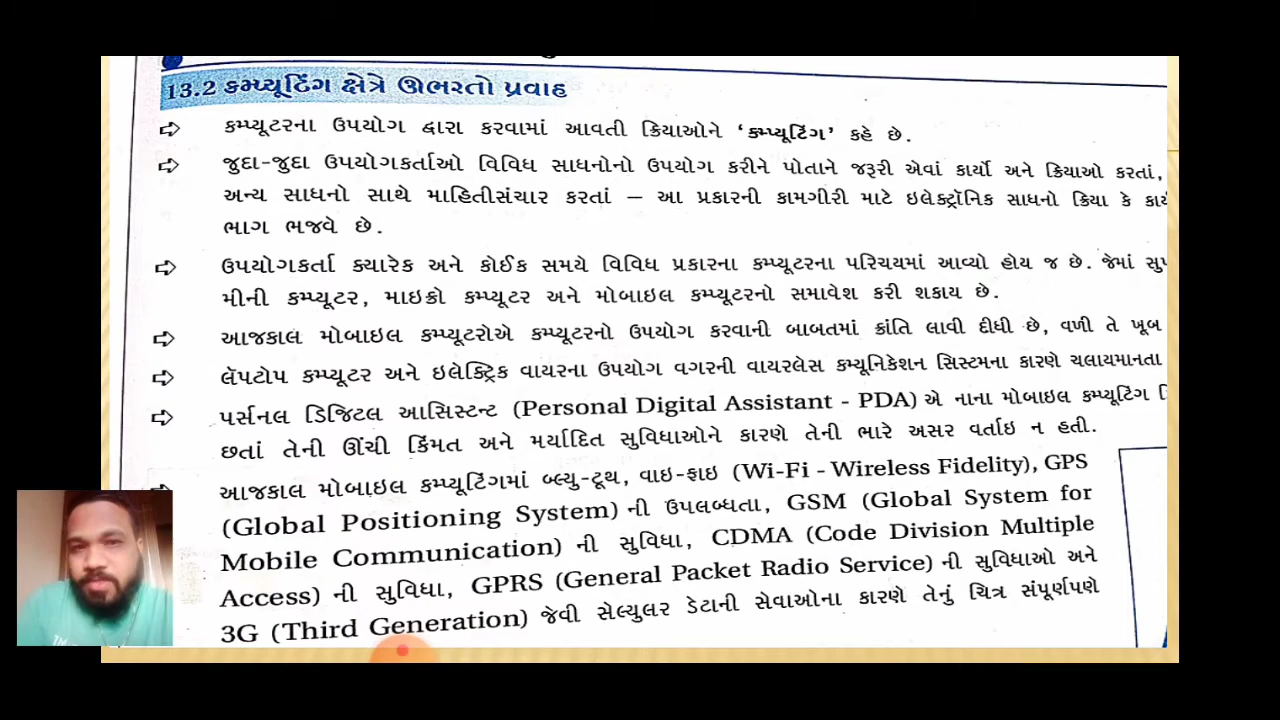 13.2 કમ્પ્યૂટિંગ ક્ષેત્રે ઊભરતો પ્રવાહ
⇨ કમ્પ્યૂટરના ઉપયોગ દ્વારા કરવામાં આવતી ક્રિયાઓને ‘કમ્પ્યૂટિંગ’ કહે છે.
⇨ જુદા-જુદા ઉપયોગકર્તાઓ વિવિધ સાધનોનો ઉપયોગ કરીને પોતાને જરૂરી એવાં કાર્યો અને ક્રિયાઓ કરતાં,
અન્ય સાધનો સાથે માહિતીસંચાર કરતાં – આ પ્રકારની કામગીરી માટે ઇલેક્ટ્રૉનિક સાધનો ક્રિયા કે
ભાગ ભજવે છે.
⇨ ઉપયોગકર્તા ક્યારેક અને કોઈક સમયે વિવિધ પ્રકારના કમ્પ્યૂટરના પરિચયમાં આવ્યો હોય જ છે. જેમાં
મીની કમ્પ્યૂટર, માઇક્રો કમ્પ્યૂટર અને મોબાઇલ કમ્પ્યૂટરનો સમાવેશ કરી શકાય છે.
⇨ આજકાલ મોબાઇલ કમ્પ્યૂટરોએ કમ્પ્યૂટરનો ઉપયોગ કરવાની બાબતમાં ક્રાંતિ લાવી દીધી છે, વળી તે ખૂબ
⇨ લૅપટોપ કમ્પ્યૂટર અને ઇલેક્ટ્રિક વાયરના ઉપયોગ વગરની વાયરલેસ કમ્યૂનિકેશન સિસ્ટમના કારણે ચલાયમાનતા
⇨ પર્સનલ ડિજિટલ આસિસ્ટન્ટ (Personal Digital Assistant - PDA) એ નાના મોબાઇલ કમ્પ્યૂટિંગ
છતાં તેની ઊંચી કિંમત અને મર્યાદિત સુવિધાઓને કારણે તેની ભારે અસર વર્તાઇ ન હતી.
⇨ આજકાલ મોબાઇલ કમ્પ્યૂટિંગમાં બ્લ્યુ-ટૂથ, વાઇ-ફાઇ (Wi-Fi - Wireless Fidelity), GPS
(Global Positioning System) ની ઉપલબ્ધતા, GSM (Global System for
Mobile Communication) ની સુવિધા, CDMA (Code Division Multiple
Access) ની સુવિધા, GPRS (General Packet Radio Service) ની સુવિધાઓ અને
3G (Third Generation) જેવી સેલ્યુલર ડેટાની સેવાઓના કારણે તેનું ચિત્ર સંપૂર્ણપણે